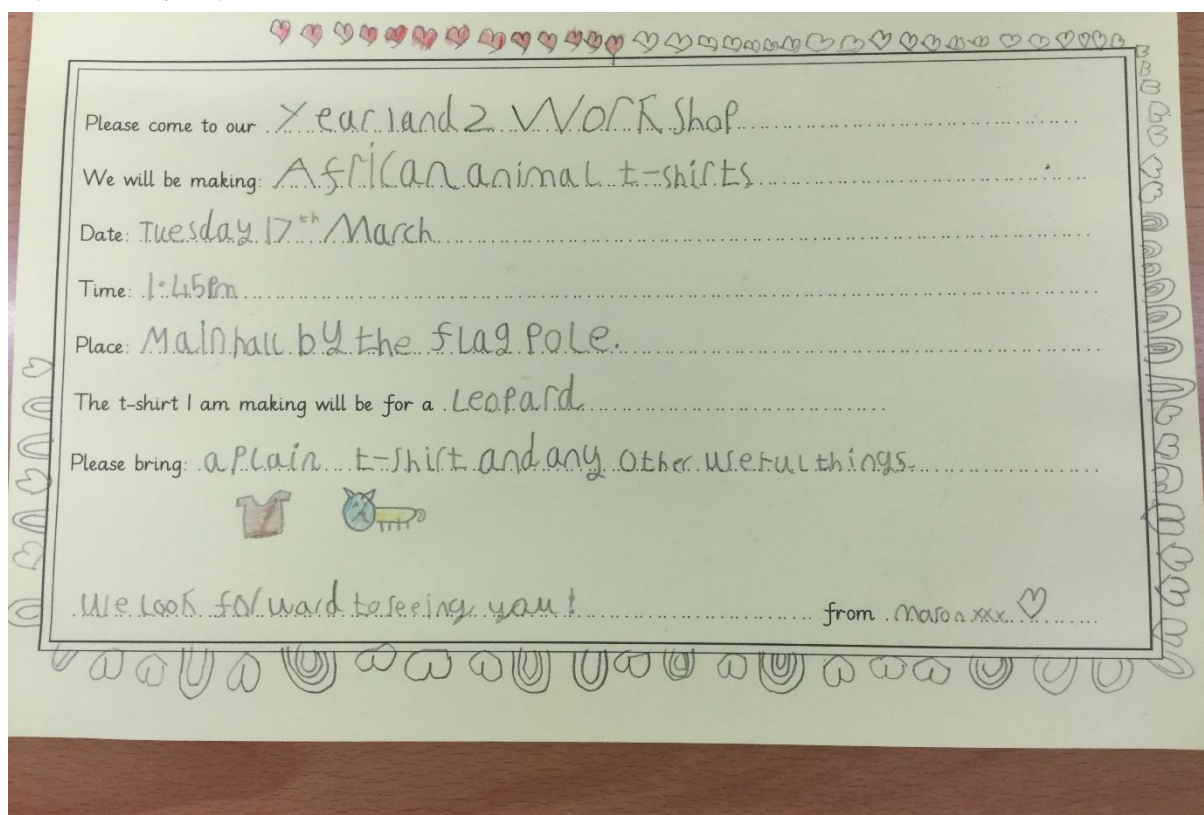 Please come to our Year 1 and 2 Workshop
We will be making: African animal t-shirts
Date: Tuesday 17th March
Time: 1:45pm
Place: Main hall by the flag pole.
The t-shirt I am making will be for a Leopard
Please bring: a plain t-shirt and any other useful things.
We look forward to seeing you! from Mason xxx